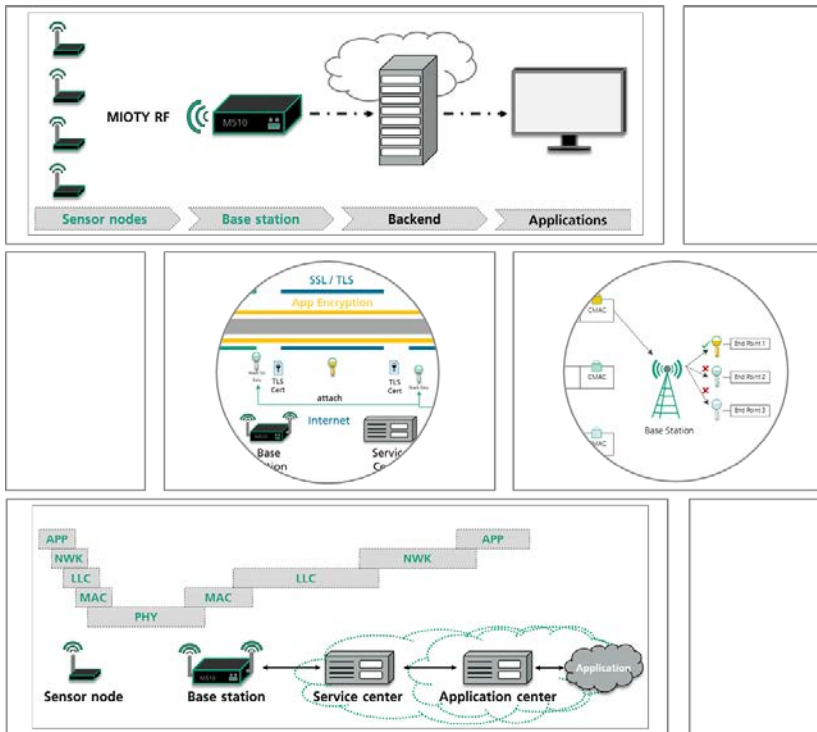 MIOTY RF
M510
Sensor nodes
Base station
Backend
Applications
SSL / TLS
App Encryption
TLS
Cert
TLS
Cert
attach
Internet
Base
Service
CMAC
CMAC
CMAC
End Point 1
End Point 2
End Point 3
Base Station
APP
APP
NWK
NWK
LLC
LLC
MAC
MAC
PHY
M510
Application
Sensor node
Base station
Service center
Application center